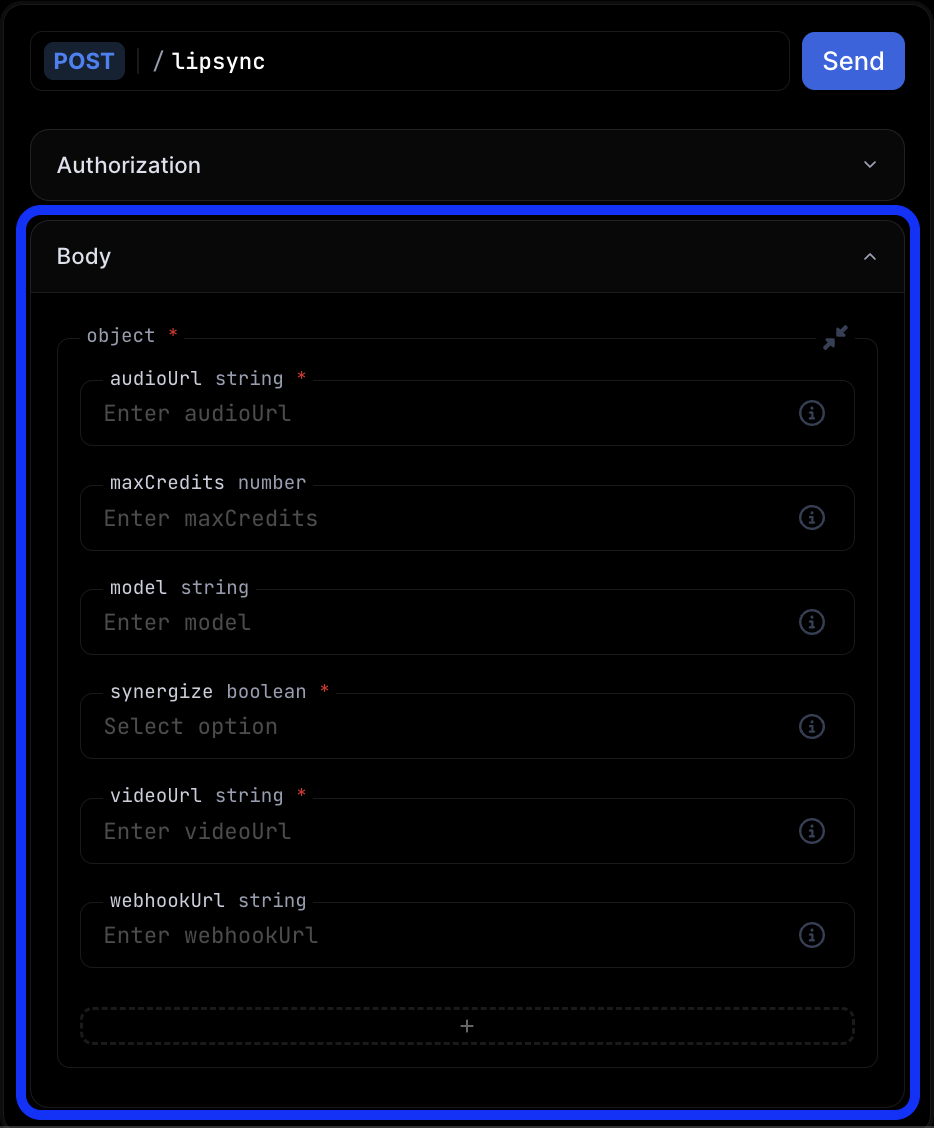 POST / lipsync Send
Authorization
Body
object *
audioUrl string *
Enter audioUrl
maxCredits number
Enter maxCredits
model string
Enter model
synergize boolean *
Select option
videoUrl string *
Enter videoUrl
webhookUrl string
Enter webhookUrl
+